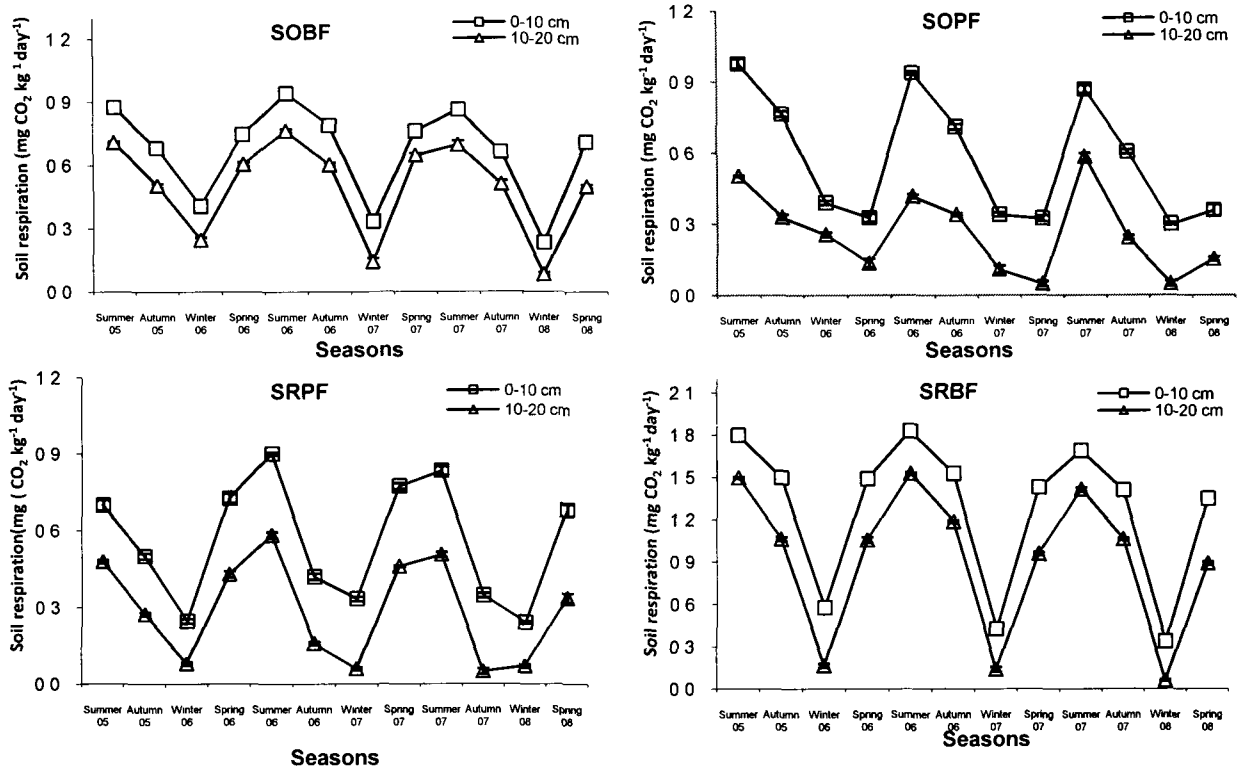 SOBF
0-10 cm
10-20 cm
Soil respiration (mg CO₂ kg⁻¹ day⁻¹)
1 2
0 9
0 6
0 3
0 0
Summer 05 Autumn 05 Winter 06 Spring 06 Summer 06 Autumn 06 Winter 07 Spring 07 Summer 07 Autumn 07 Winter 08 Spring 08
Seasons
SOPF
0-10 cm
10-20 cm
Soil respiration (mg CO₂ kg⁻¹ day⁻¹)
1 2
0 9
0 6
0 3
0 0
Summer 05 Autumn 05 Winter 06 Spring 06 Summer 06 Autumn 06 Winter 07 Spring 07 Summer 07 Autumn 07 Winter 08 Spring 08
Seasons
SRPF
0-10 cm
10-20 cm
Soil respiration(mg ( CO₂ kg⁻¹ day⁻¹)
1 2
0 9
0 6
0 3
0 0
Summer 05 Autumn 05 Winter 06 Spring 06 Summer 06 Autumn 06 Winter 07 Spring 07 Summer 07 Autumn 07 Winter 08 Spring 08
Seasons
SRBF
0-10 cm
10-20 cm
Soil respiration (mg CO₂ kg⁻¹ day⁻¹)
2 1
1 8
1 5
1 2
0 9
0 6
0 3
0 0
Summer 05 Autumn 05 Winter 06 Spring 06 Summer 06 Autumn 06 Winter 07 Spring 07 Summer 07 Autumn 07 Winter 08 Spring 08
Seasons